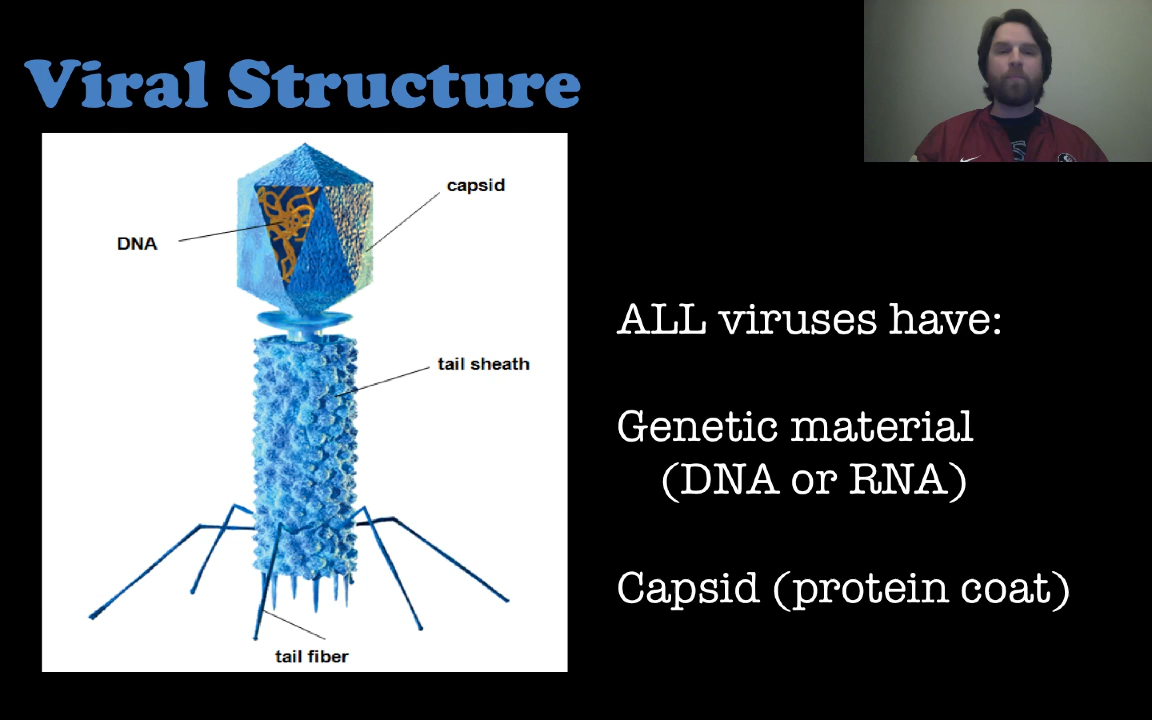 Viral Structure
capsid
DNA
tail sheath
tail fiber
ALL viruses have:
Genetic material
(DNA or RNA)
Capsid (protein coat)